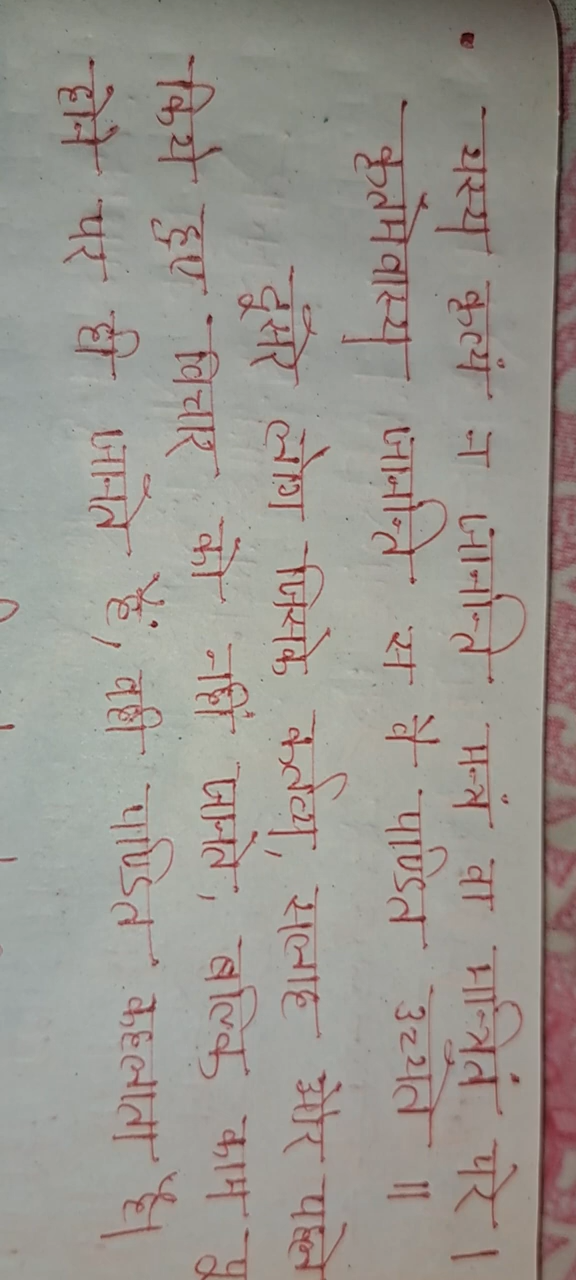 यस्य कृत्यं न जानन्ति मन्त्रं वा मन्त्रितं परे ।
कृतमेवास्य जानन्ति स वै पण्डित उच्यते ॥
दूसरे लोग जिसके कर्तव्य, सलाह और पहले
किये हुए विचार को नहीं जानते, बल्कि काम
होने पर ही जानते हैं, वही पण्डित कहलाता है।